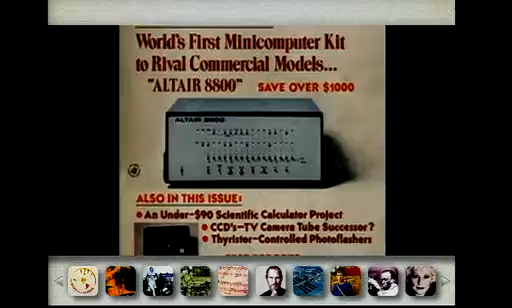 World's First Minicomputer Kit
to Rival Commercial Models...
"ALTAIR 8800" SAVE OVER $1000
ALTAIR 8800
ALSO IN THIS ISSUE:
• An Under-$90 Scientific Calculator Project
• CCD's-TV Camera Tube Successor?
• Thyristor-Controlled Photoflashers